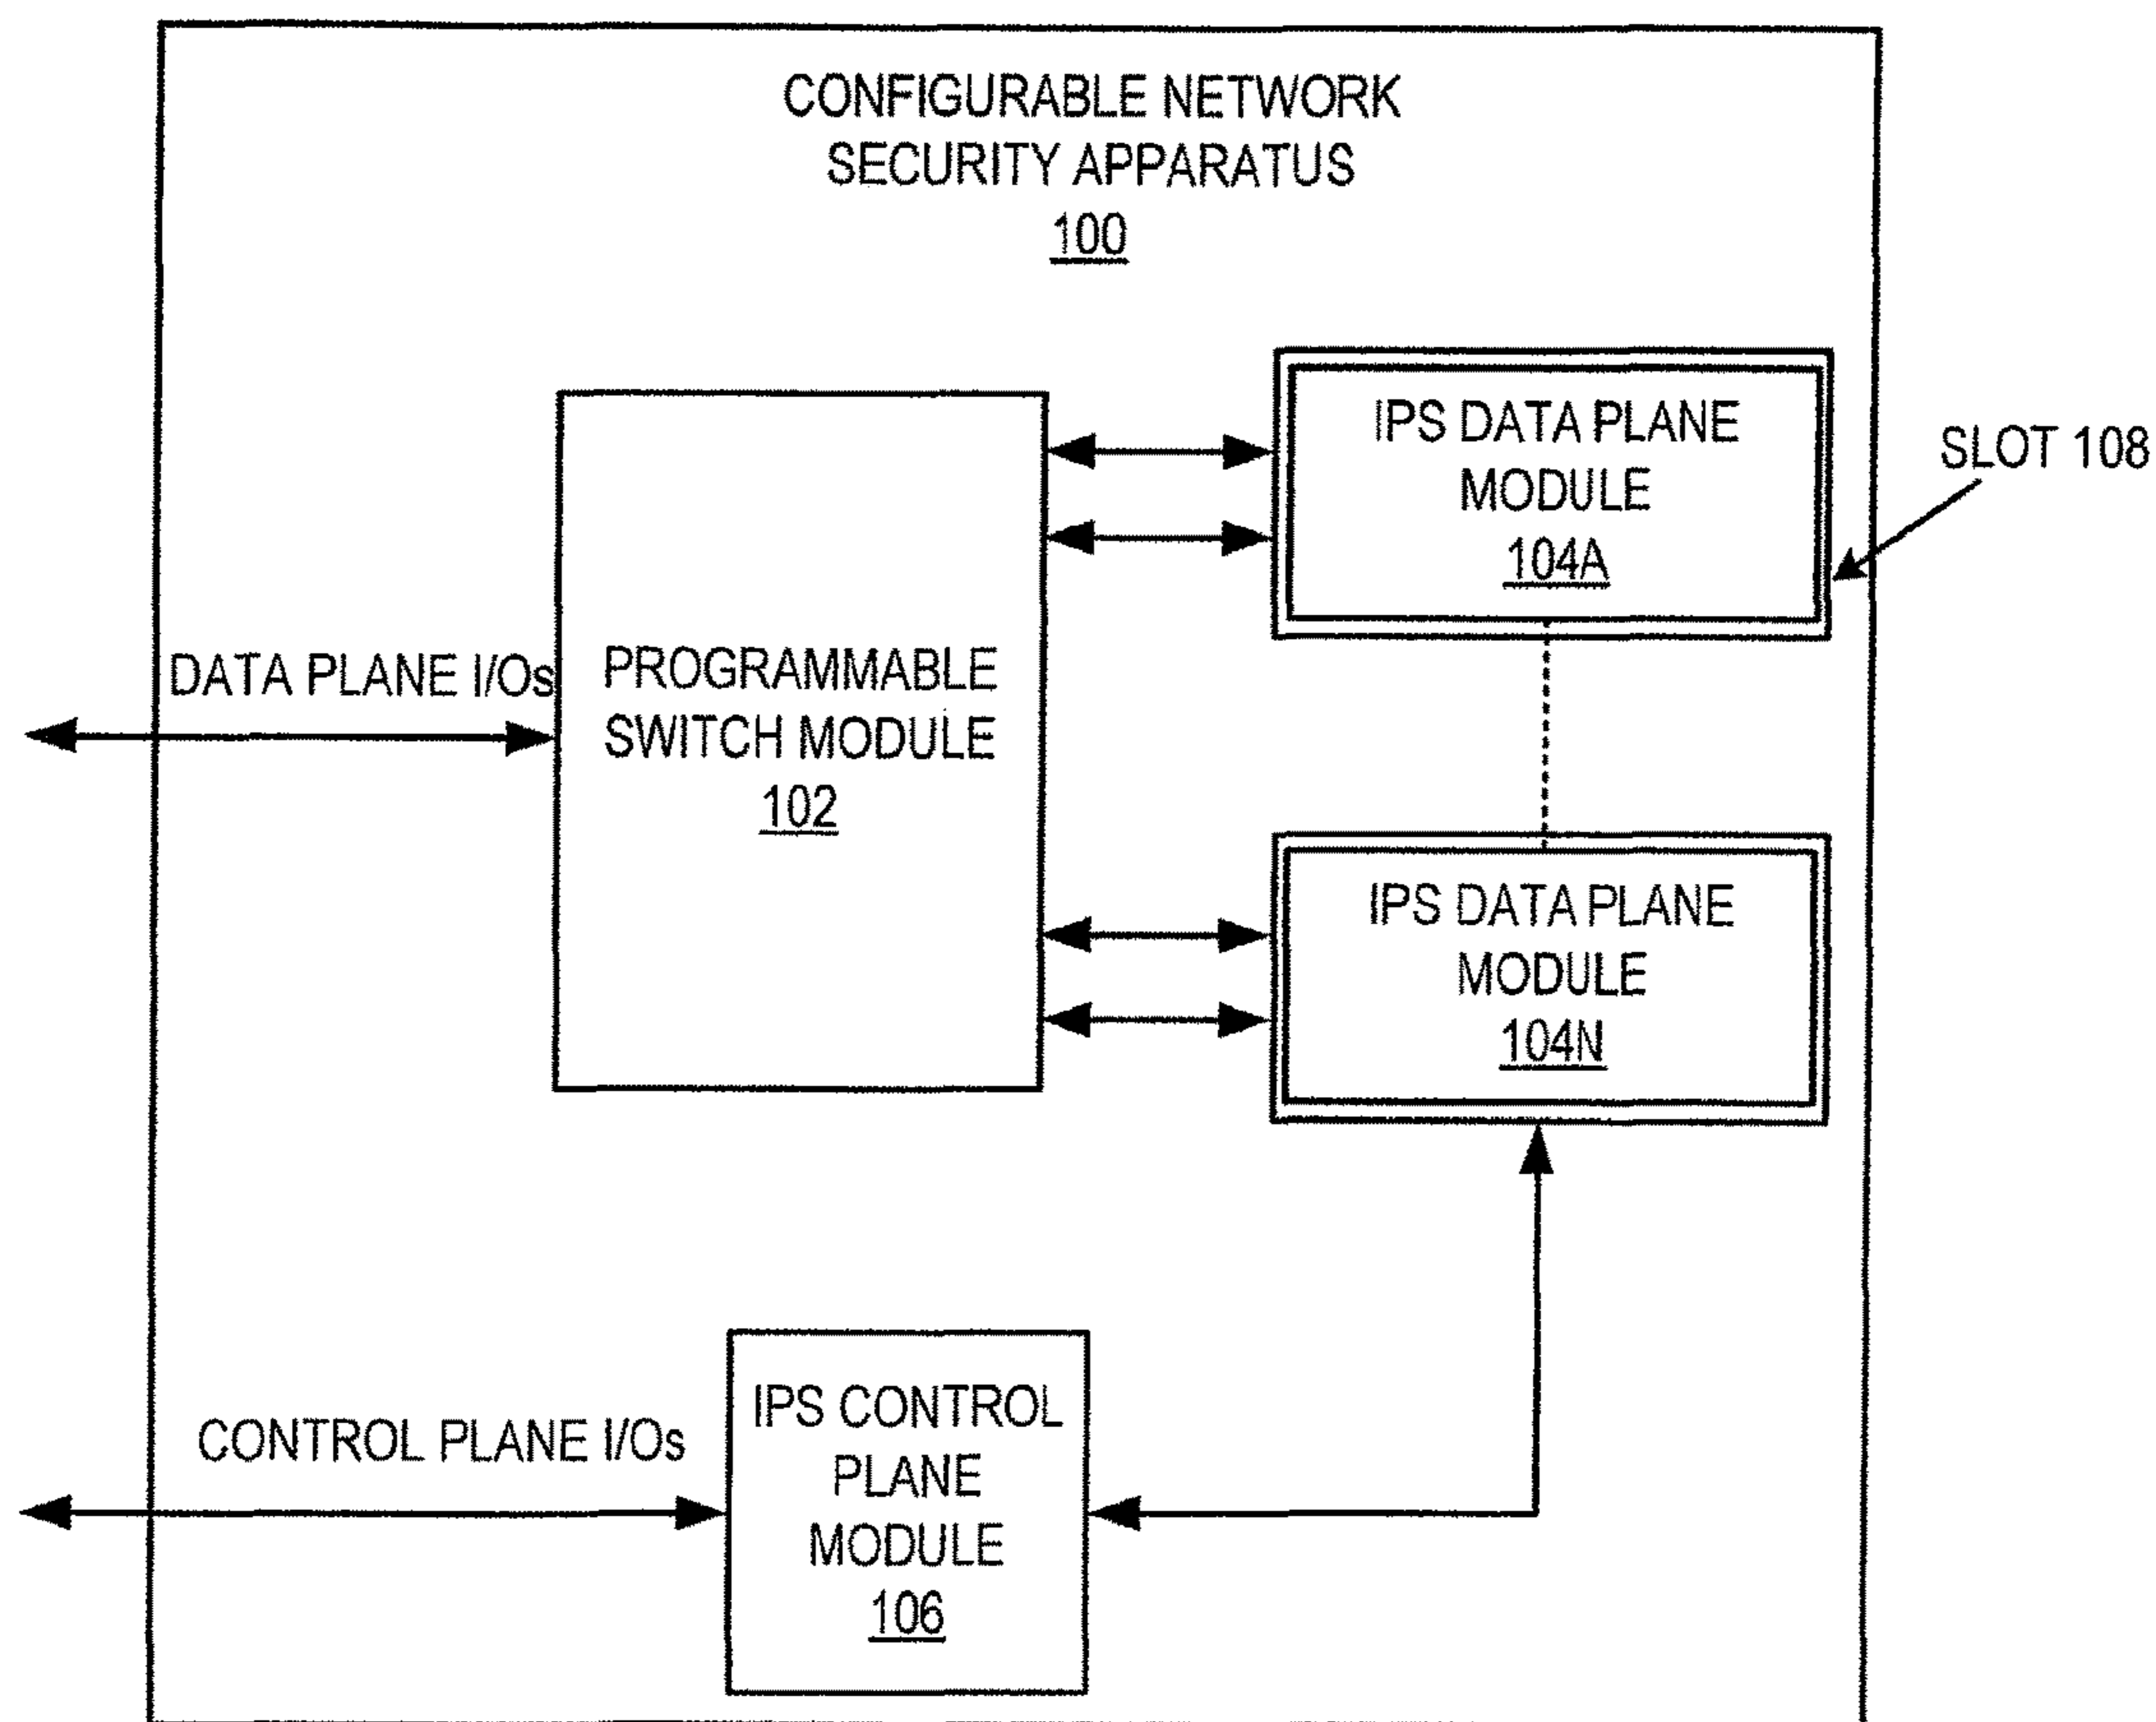 CONFIGURABLE NETWORK
SECURITY APPARATUS
100
IPS DATA PLANE
MODULE
104A
SLOT 108
DATA PLANE I/Os
PROGRAMMABLE
SWITCH MODULE
102
IPS DATA PLANE
MODULE
104N
CONTROL PLANE I/Os
IPS CONTROL
PLANE
MODULE
106